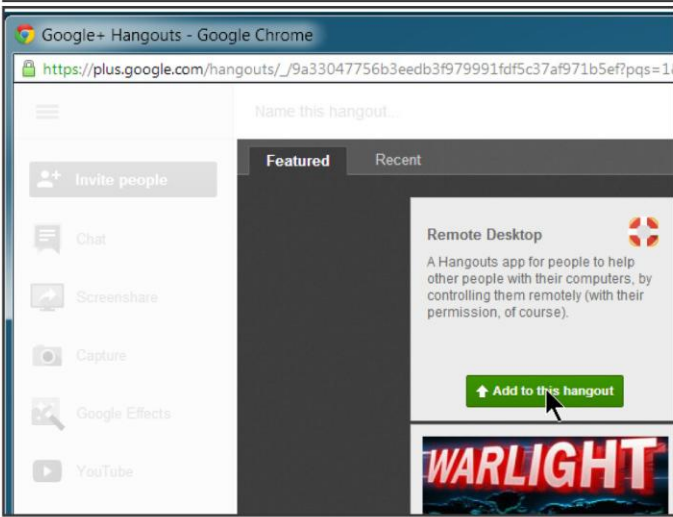 Google+ Hangouts - Google Chrome
https://plus.google.com/hangouts/_/9a33047756b3eedb3f979991fdf5c37af971b5ef?pqs=1
Name this hangout..
Featured Recent
Invite people
Chat
Screenshare
Capture
Google Effects
YouTube
Remote Desktop
A Hangouts app for people to help
other people with their computers, by
controlling them remotely (with their
permission, of course).
Add to this hangout
WARLIGHT